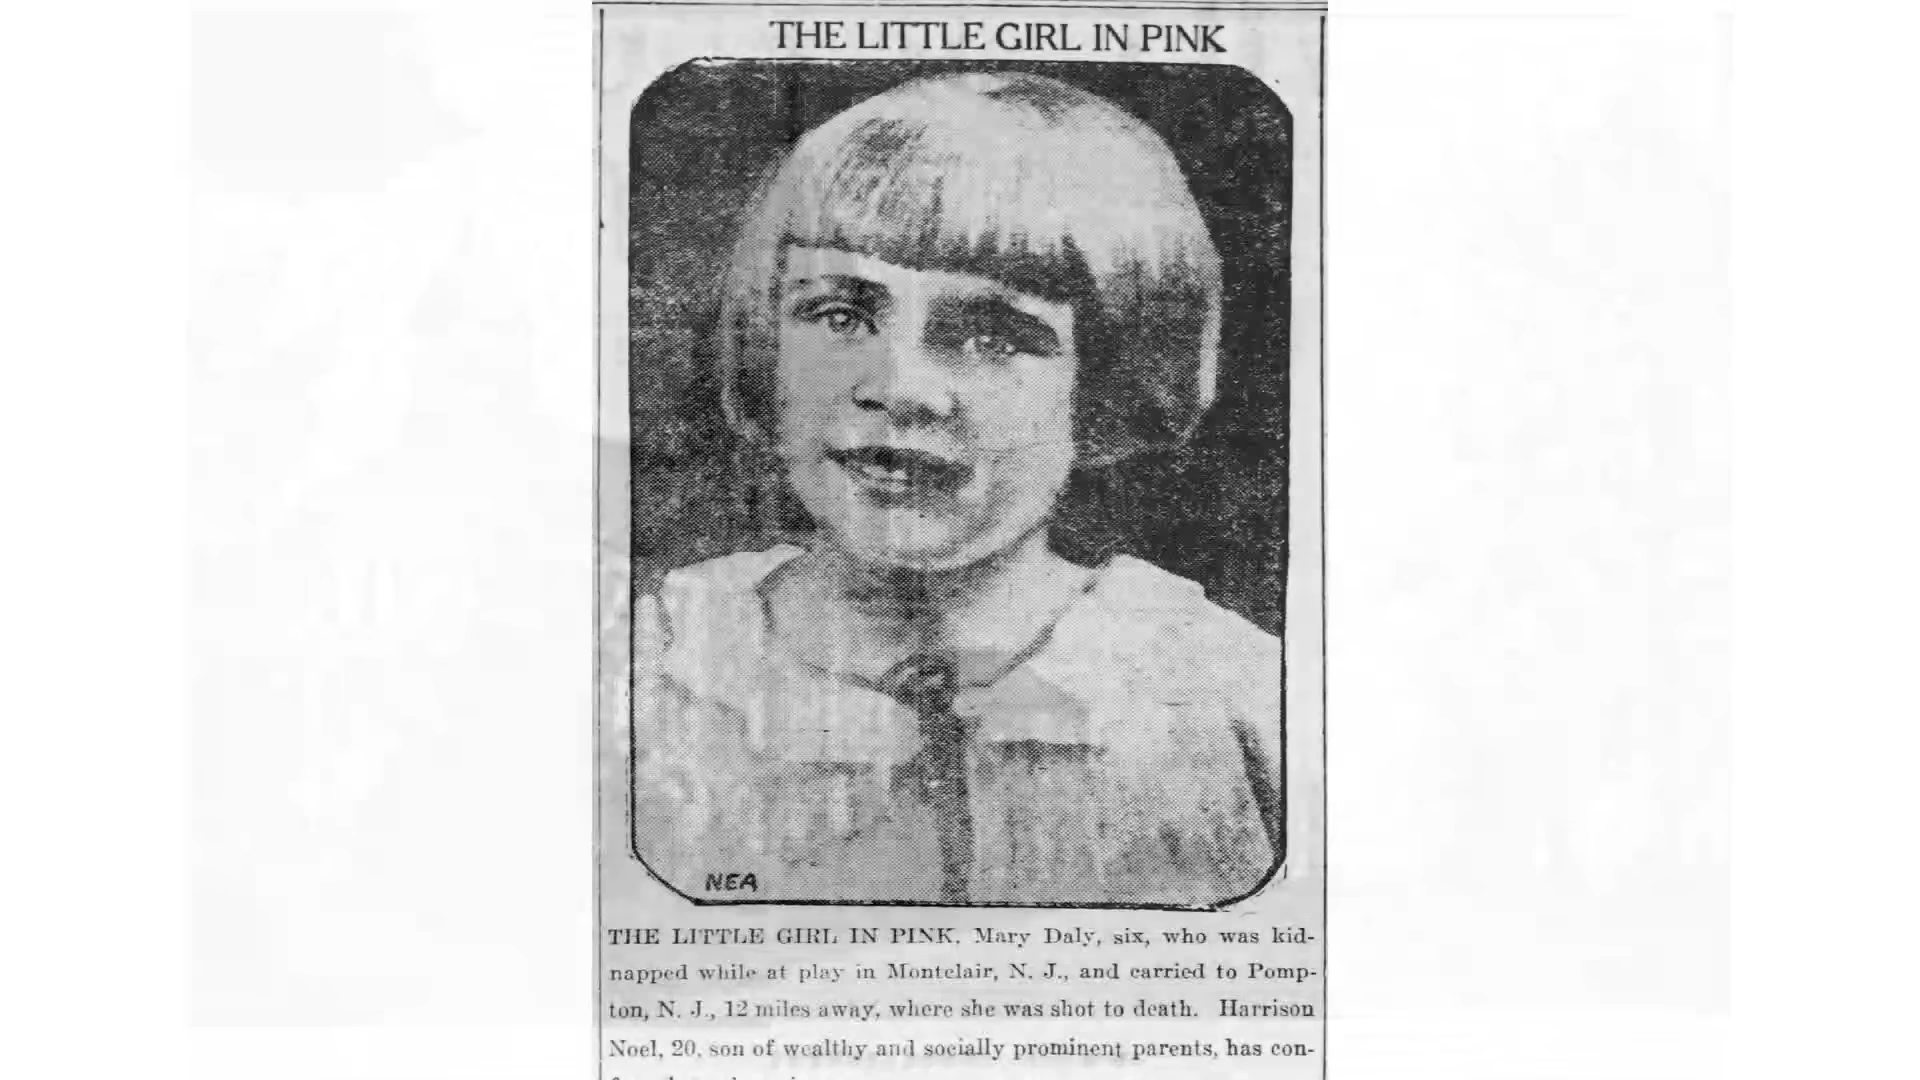 THE LITTLE GIRL IN PINK
NEA
THE LITTLE GIRL IN PINK. Mary Daly, six, who was kid-
napped while at play in Montclair, N. J., and carried to Pomp-
ton, N. J., 12 miles away, where she was shot to death. Harrison
Noel, 20, son of wealthy and socially prominent parents, has con-